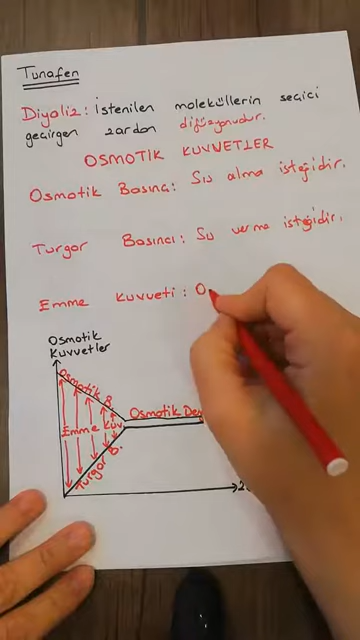 Tunafen
Diyaliz: İstenilen moleküllerin seçici
geçirgen zardan difüzyonudur.
OSMOTİK KUVVETLER
Osmotik Basınç: Su alma isteğidir.
Turgor Basıncı: Su verme isteğidir.
Emme Kuvveti: O
Osmotik
Kuvvetler
Osmotik B.
Osmotik Den
Emme Kuv
Turgor B.